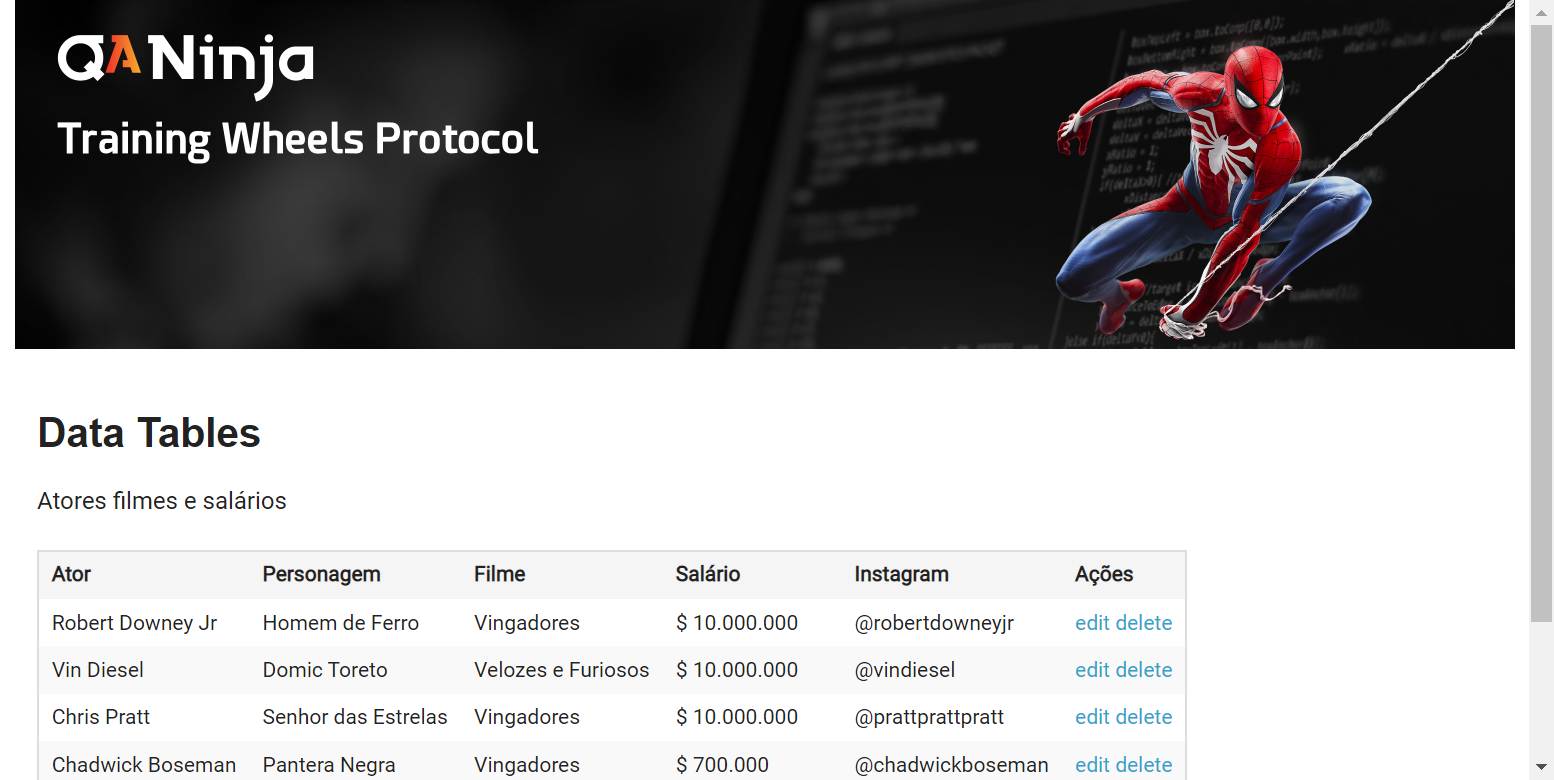 QANinja
Training Wheels Protocol
Data Tables
Atores filmes e salários
Ator Personagem Filme Salário Instagram Ações
Robert Downey Jr Homem de Ferro Vingadores $ 10.000.000 @robertdowneyjr edit delete
Vin Diesel Domic Toreto Velozes e Furiosos $ 10.000.000 @vindiesel edit delete
Chris Pratt Senhor das Estrelas Vingadores $ 10.000.000 @prattprattpratt edit delete
Chadwick Boseman Pantera Negra Vingadores $ 700.000 @chadwickboseman edit delete